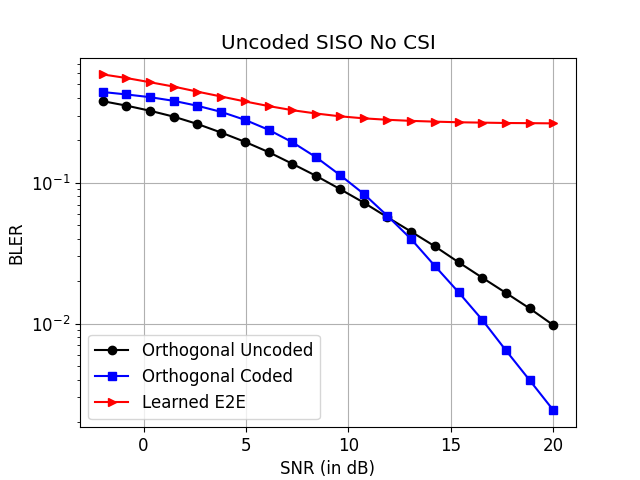 Uncoded SISO No CSI
BLER
10⁻¹
10⁻²
Orthogonal Uncoded
Orthogonal Coded
Learned E2E
0 5 10 15 20
SNR (in dB)